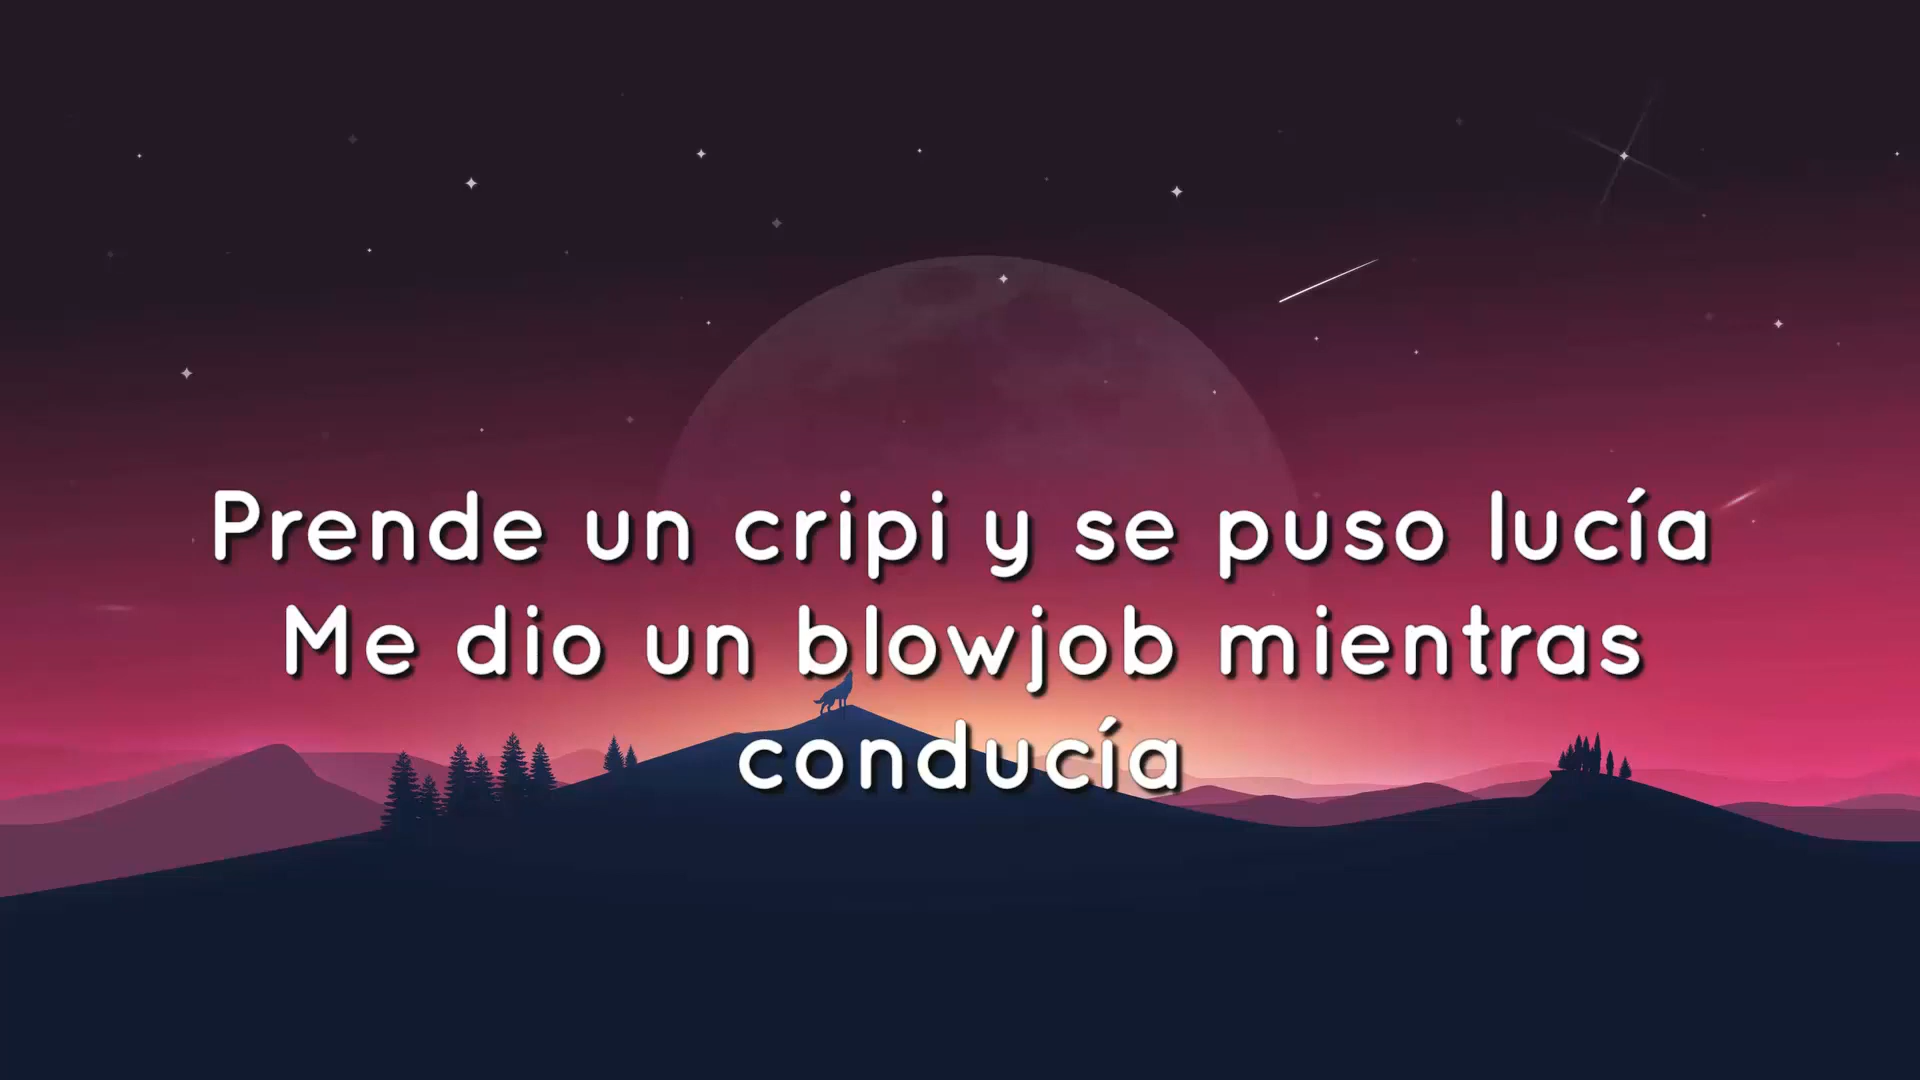 Prende un cripi y se puso lucía
Me dio un blowjob mientras
conducía